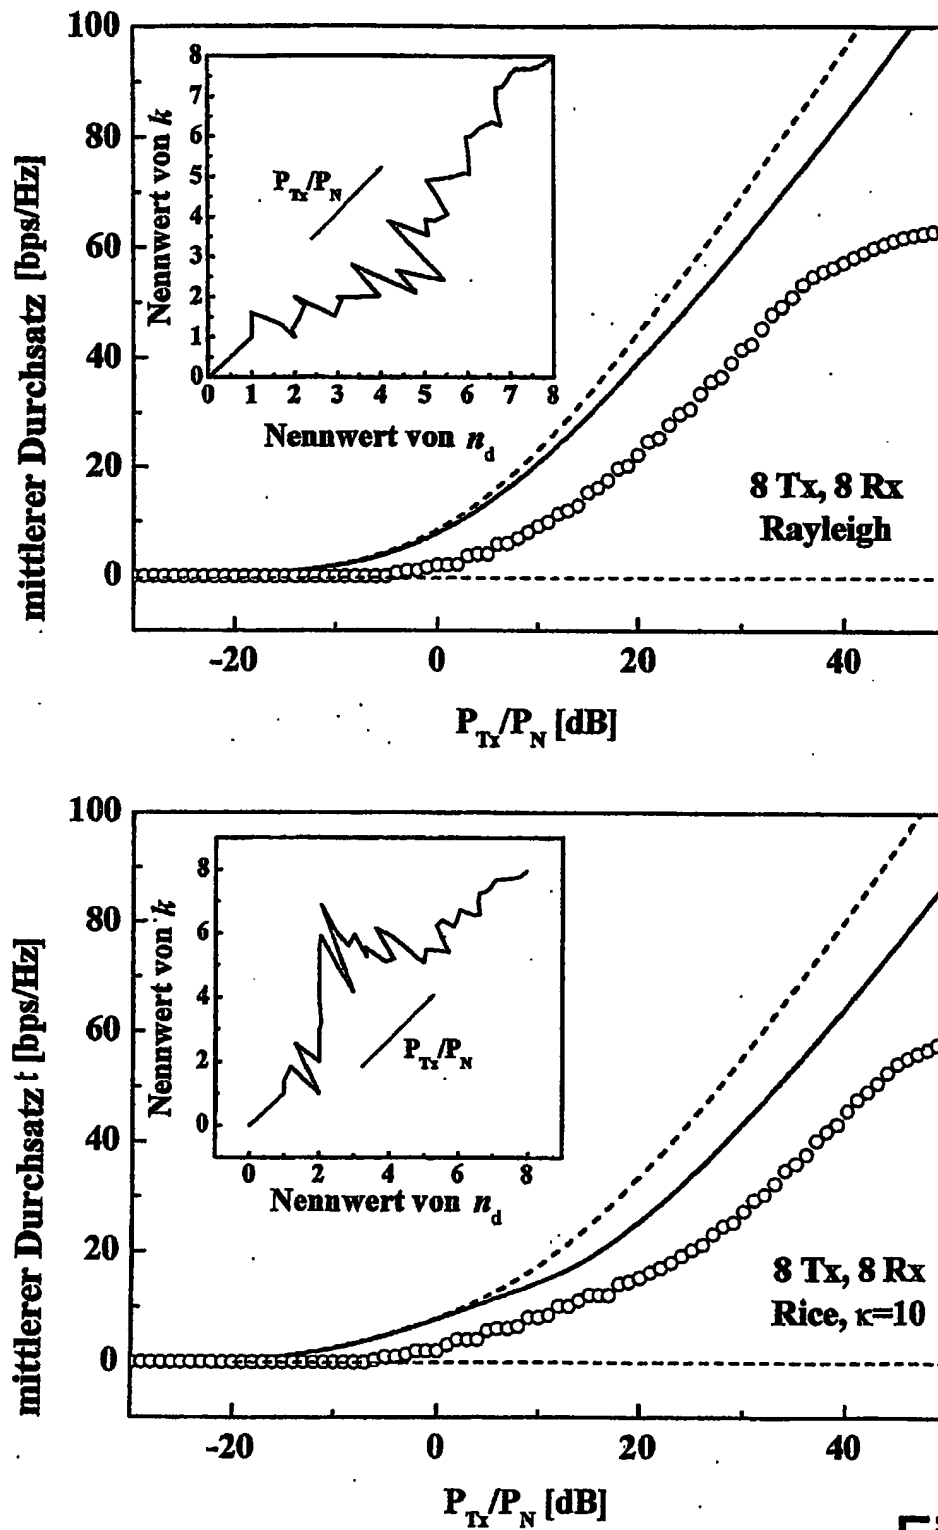 100
80
60
40
20
0
mittlerer Durchsatz [bps/Hz]
8
7
6
5
4
3
2
1
0
Nennwert von k
P_Tx/P_N
0 1 2 3 4 5 6 7 8
Nennwert von n_d
8 Tx, 8 Rx
Rayleigh
-20 0 20 40
P_Tx/P_N [dB]
100
80
60
40
20
0
mittlerer Durchsatz t [bps/Hz]
8
6
4
2
0
Nennwert von k
P_Tx/P_N
0 2 4 6 8
Nennwert von n_d
8 Tx, 8 Rx
Rice, κ=10
-20 0 20 40
P_Tx/P_N [dB]